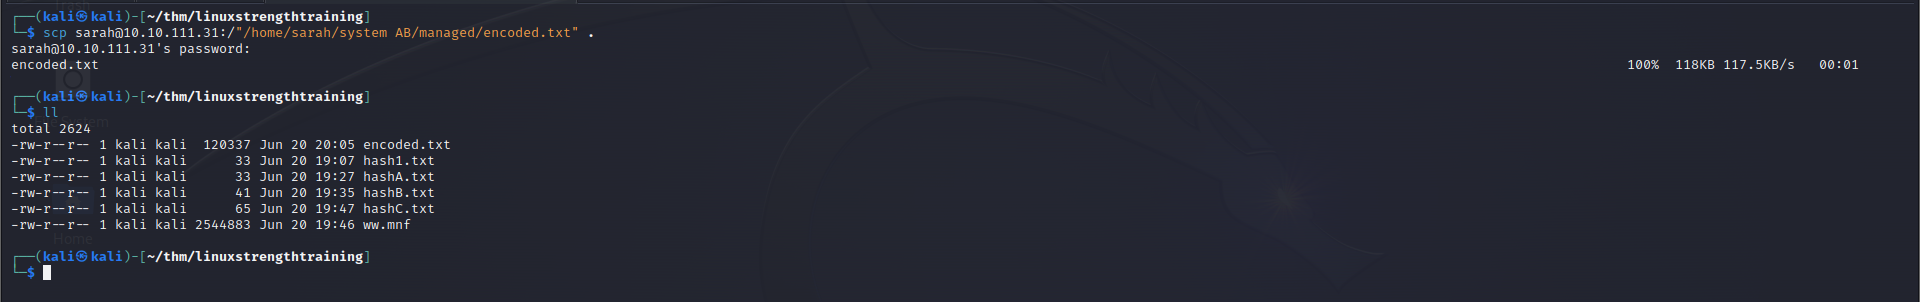 ┌──(kali㉿kali)-[~/thm/linuxstrengthtraining]
└─$ scp sarah@10.10.111.31:/"/home/sarah/system AB/managed/encoded.txt" .
sarah@10.10.111.31's password:
encoded.txt 100% 118KB 117.5KB/s 00:01
┌──(kali㉿kali)-[~/thm/linuxstrengthtraining]
└─$ ll
total 2624
-rw-r--r-- 1 kali kali  120337 Jun 20 20:05 encoded.txt
-rw-r--r-- 1 kali kali      33 Jun 20 19:07 hash1.txt
-rw-r--r-- 1 kali kali      33 Jun 20 19:27 hashA.txt
-rw-r--r-- 1 kali kali      41 Jun 20 19:35 hashB.txt
-rw-r--r-- 1 kali kali      65 Jun 20 19:47 hashC.txt
-rw-r--r-- 1 kali kali 2544883 Jun 20 19:46 ww.mnf
Home
┌──(kali㉿kali)-[~/thm/linuxstrengthtraining]
└─$